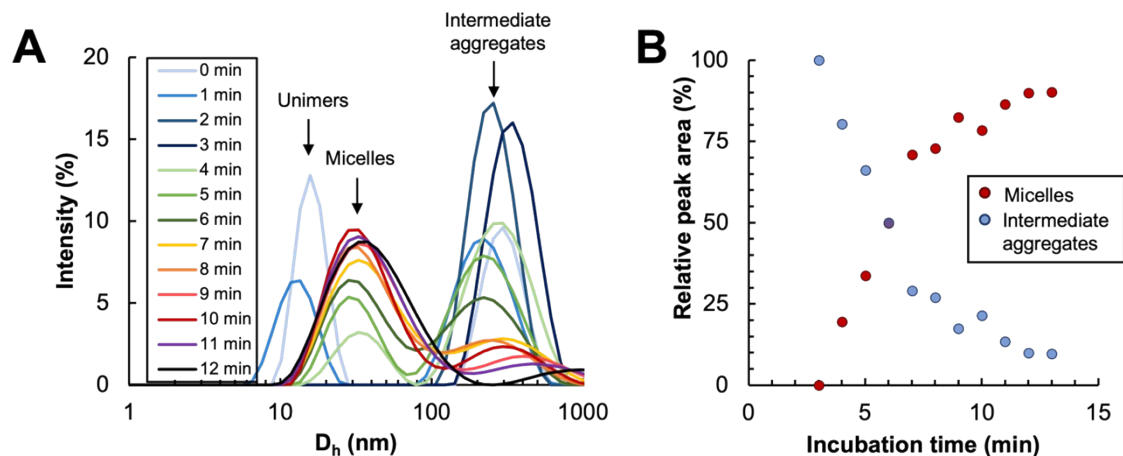 A
Intermediate
aggregates
Unimers
Micelles
20
15
10
5
0
Intensity (%)
0 min
1 min
2 min
3 min
4 min
5 min
6 min
7 min
8 min
9 min
10 min
11 min
12 min
1
10
100
1000
Dₕ (nm)
B
100
75
50
25
0
Relative peak area (%)
Micelles
Intermediate
aggregates
0
5
10
15
Incubation time (min)